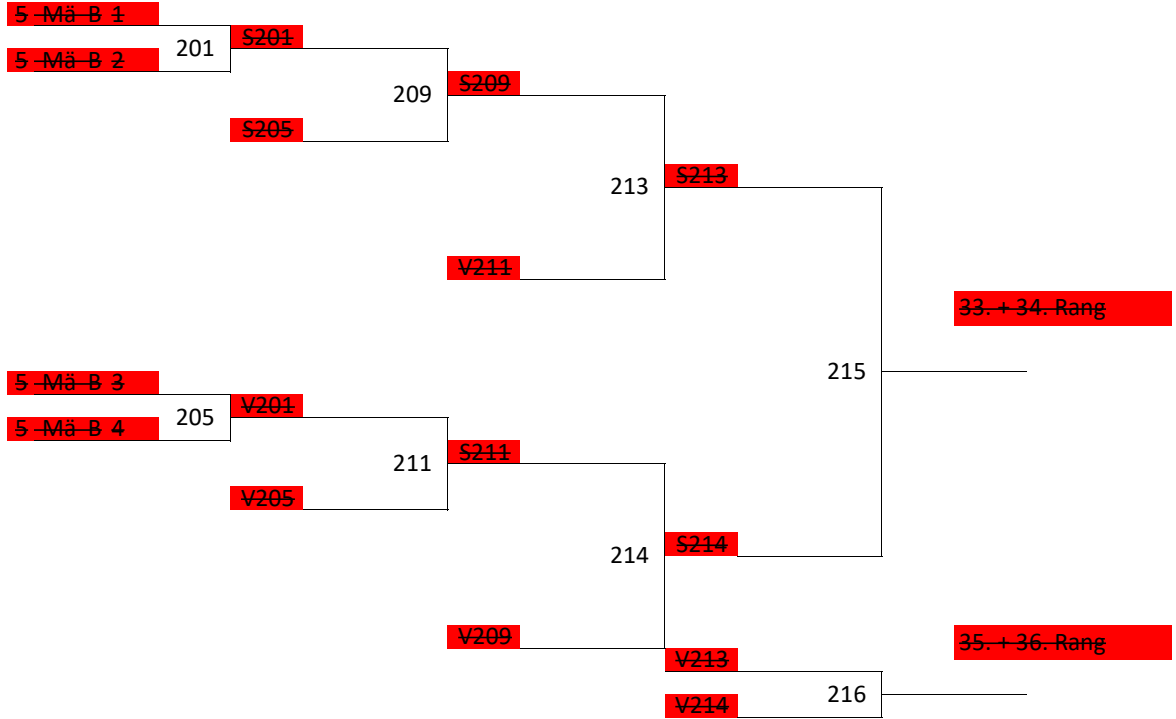 5 Mä B 1
201 S201
5 Mä B 2
209 S209
S205
213 S213
V211
33. + 34. Rang
215
5 Mä B 3
205 V201
5 Mä B 4
211 S211
V205
214 S214
V209
35. + 36. Rang
V213
216
V214